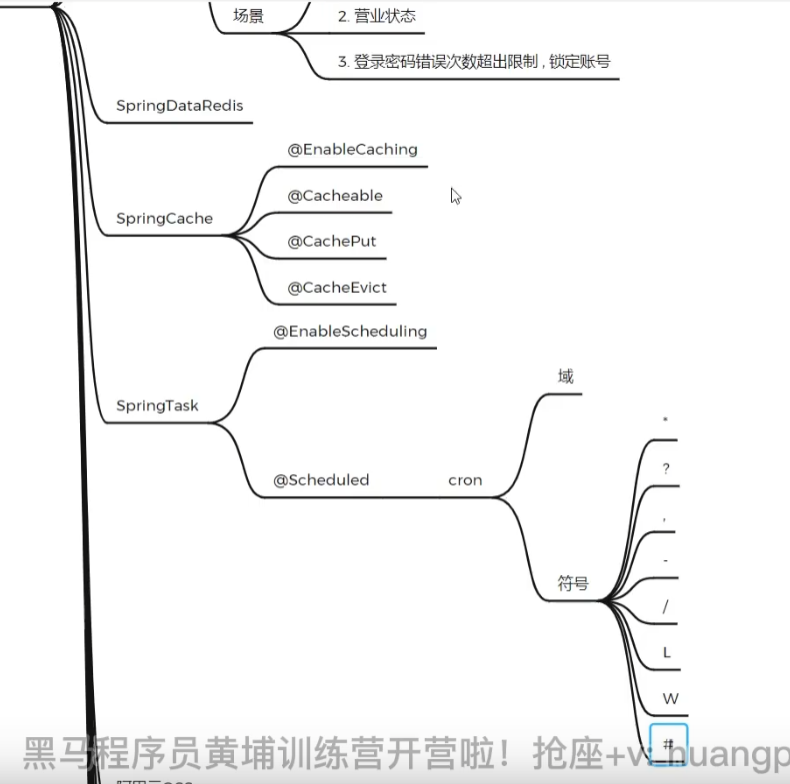 场景
2. 营业状态
3. 登录密码错误次数超出限制 , 锁定账号
SpringDataRedis
SpringCache
@EnableCaching
@Cacheable
@CachePut
@CacheEvict
SpringTask
@EnableScheduling
@Scheduled
cron
域
符号
*
?
,
-
/
L
W
#
黑马程序员黄埔训练营开营啦！抢座+v: huangp